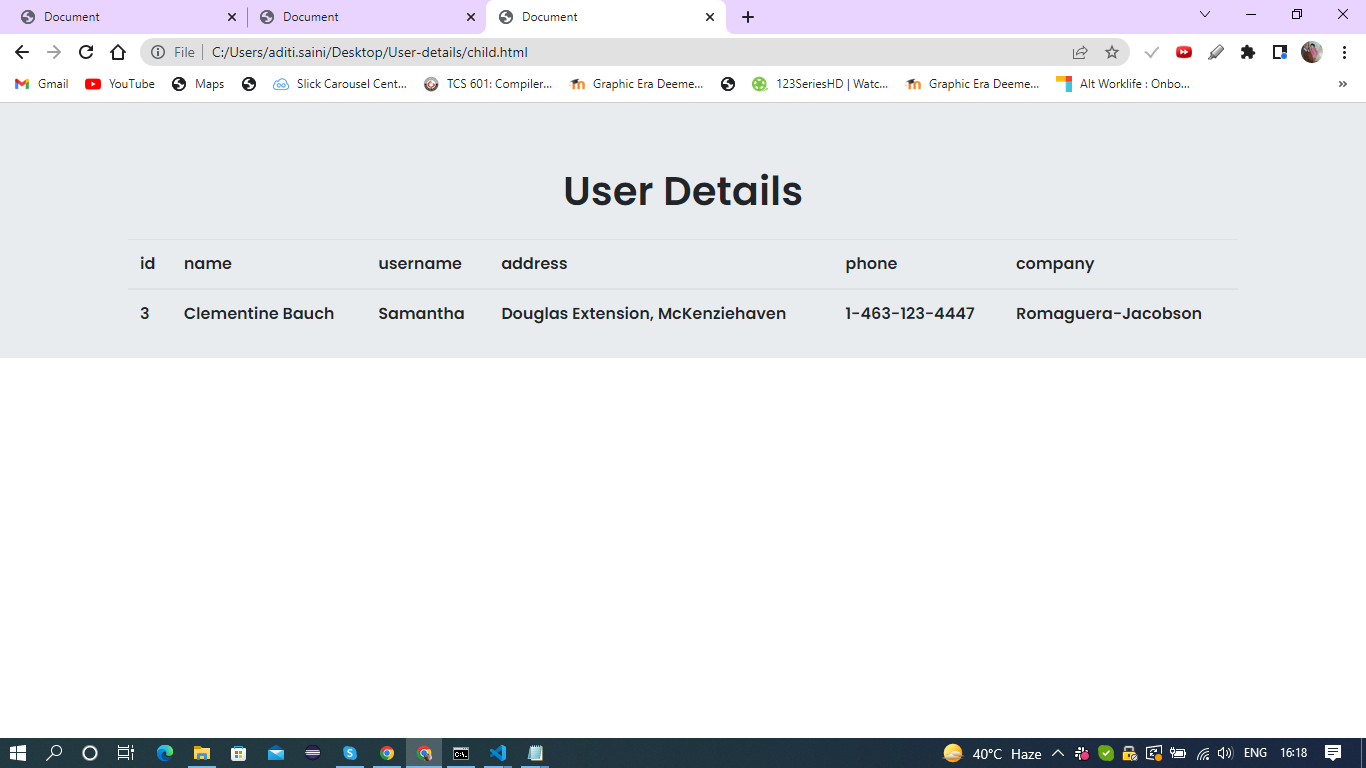 Document Document Document
File C:/Users/aditi.saini/Desktop/User-details/child.html
Gmail YouTube Maps Slick Carousel Cent... TCS 601: Compiler... Graphic Era Deeme... 123SeriesHD | Watc... Graphic Era Deeme... Alt Worklife : Onbo... »
User Details
id name username address phone company
3 Clementine Bauch Samantha Douglas Extension, McKenziehaven 1-463-123-4447 Romaguera-Jacobson
40°C Haze ENG 16:18